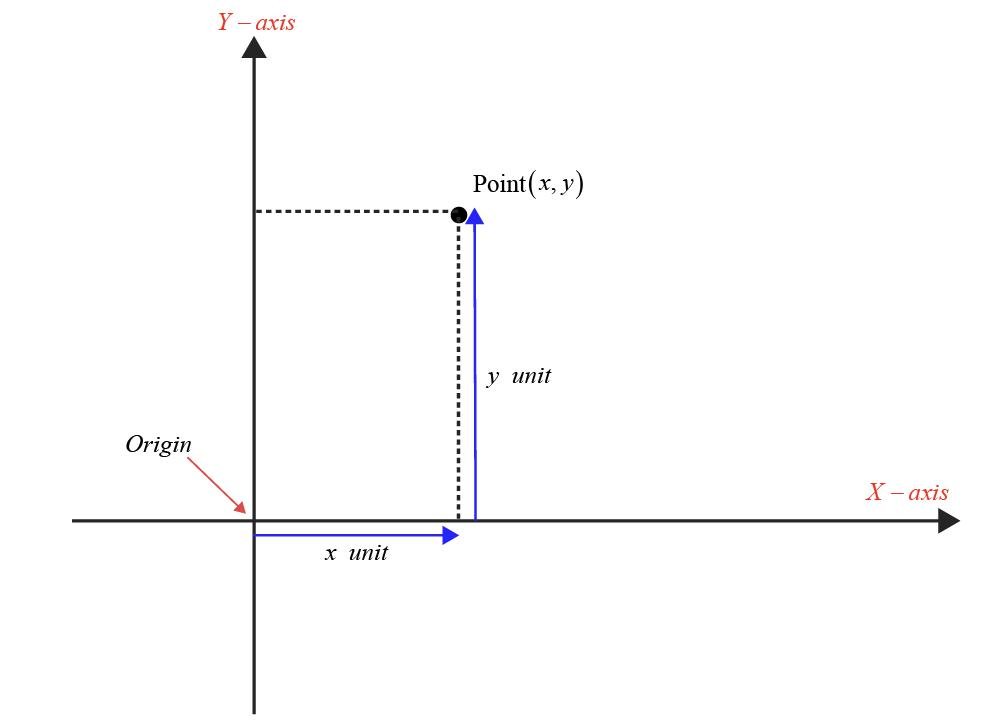 Y – axis
Point(x, y)
y unit
Origin
X – axis
x unit